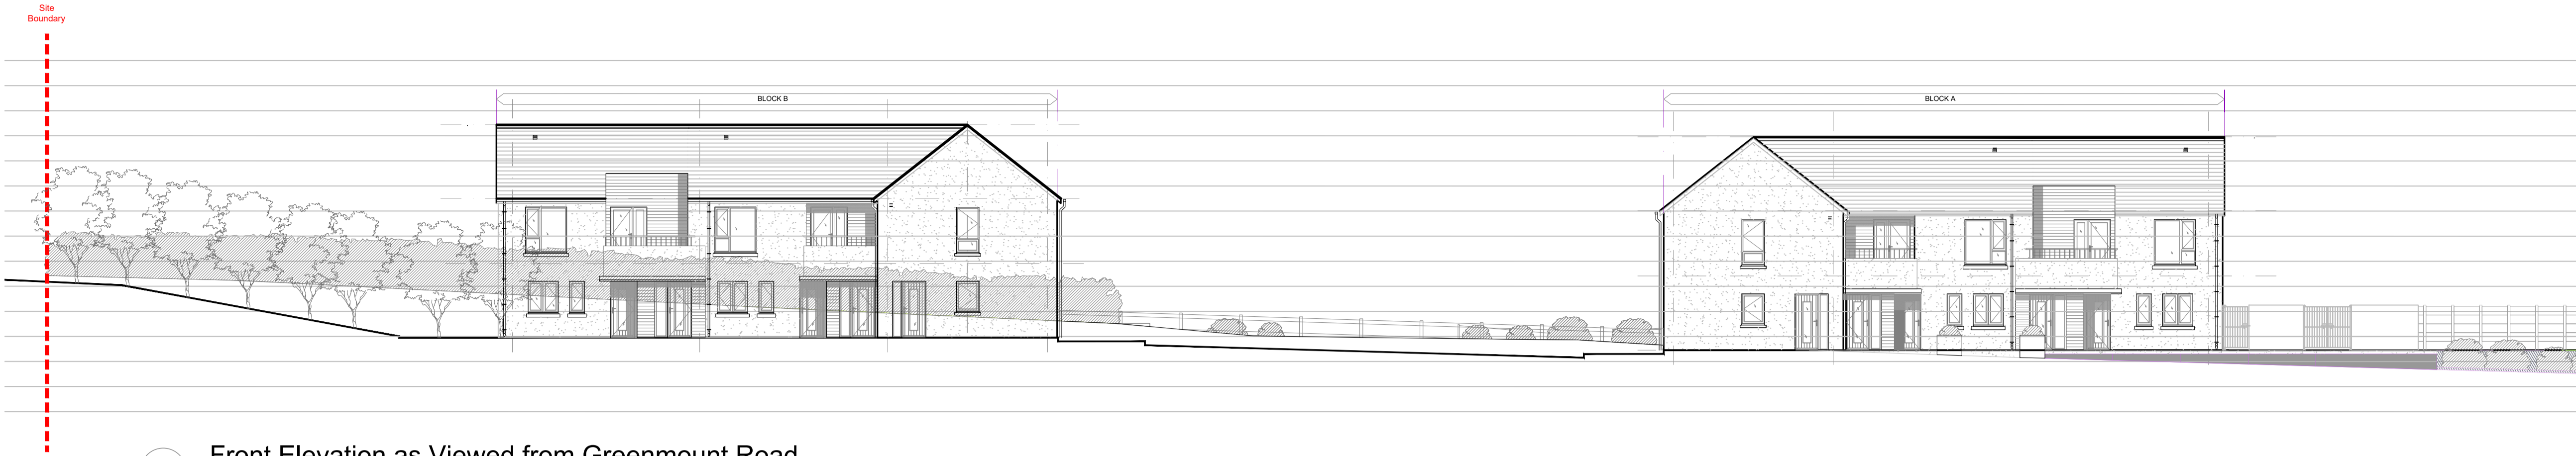 Site
Boundary
BLOCK B
BLOCK A
Front Elevation as Viewed from Greenmount Road